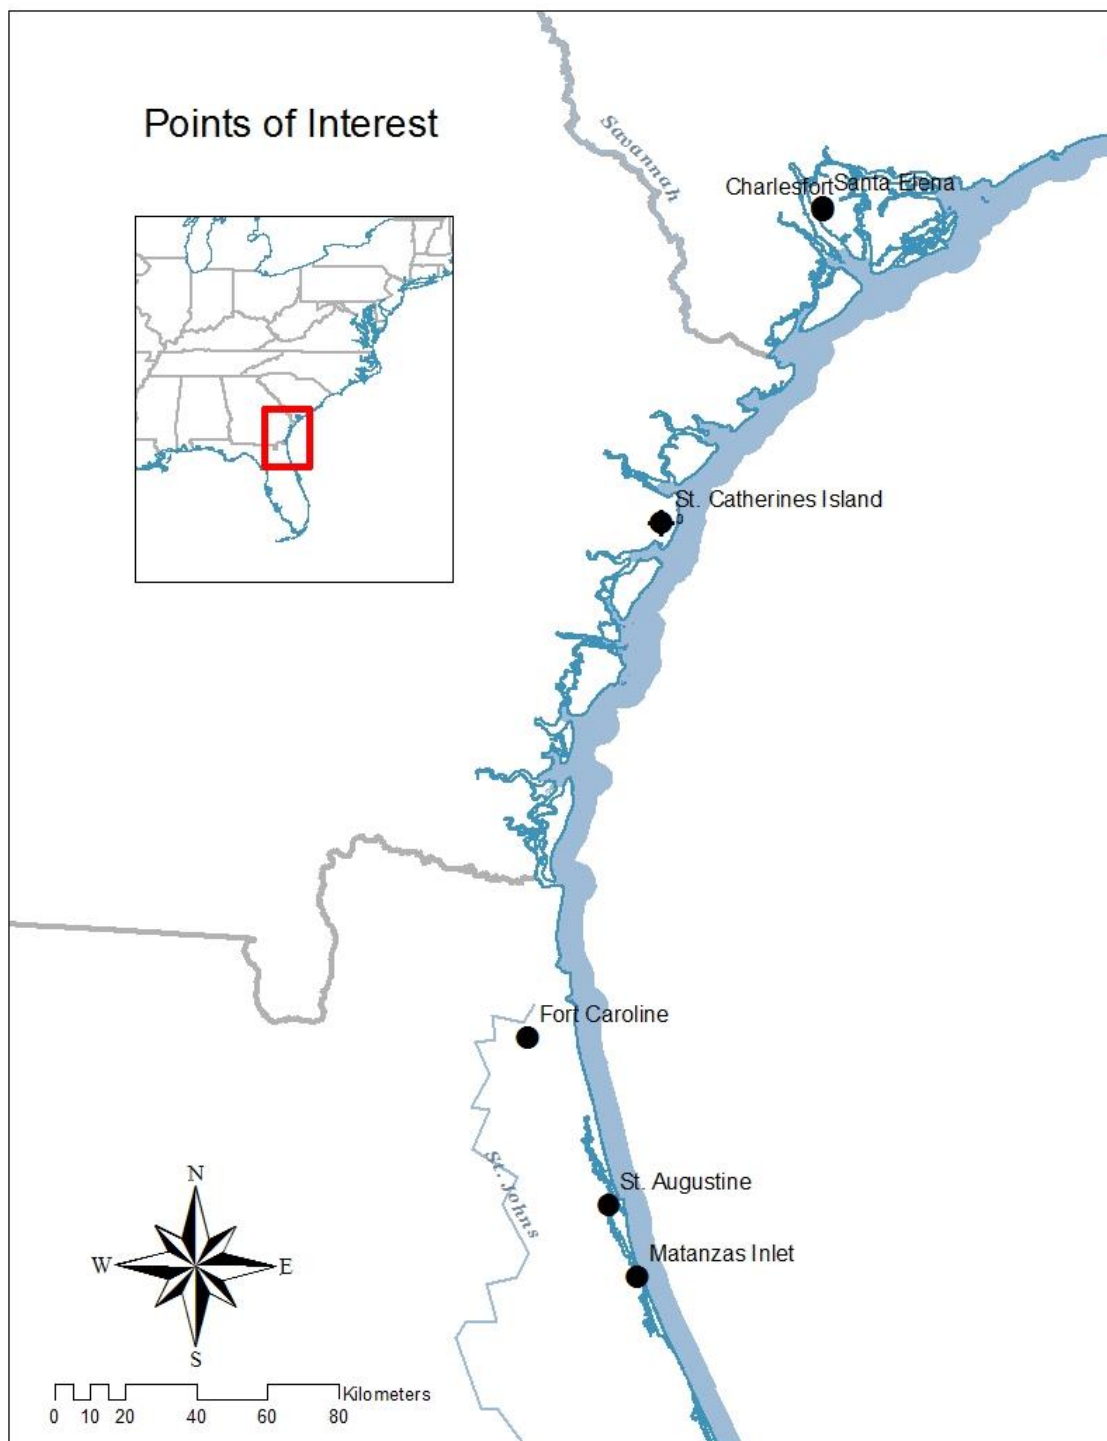 Points of Interest
Savannah
Charlesfort
Santa Elena
St. Catherines Island
0
Fort Caroline
St. Johns
St. Augustine
Matanzas Inlet
N
W E
S
Kilometers
0 10 20 40 60 80